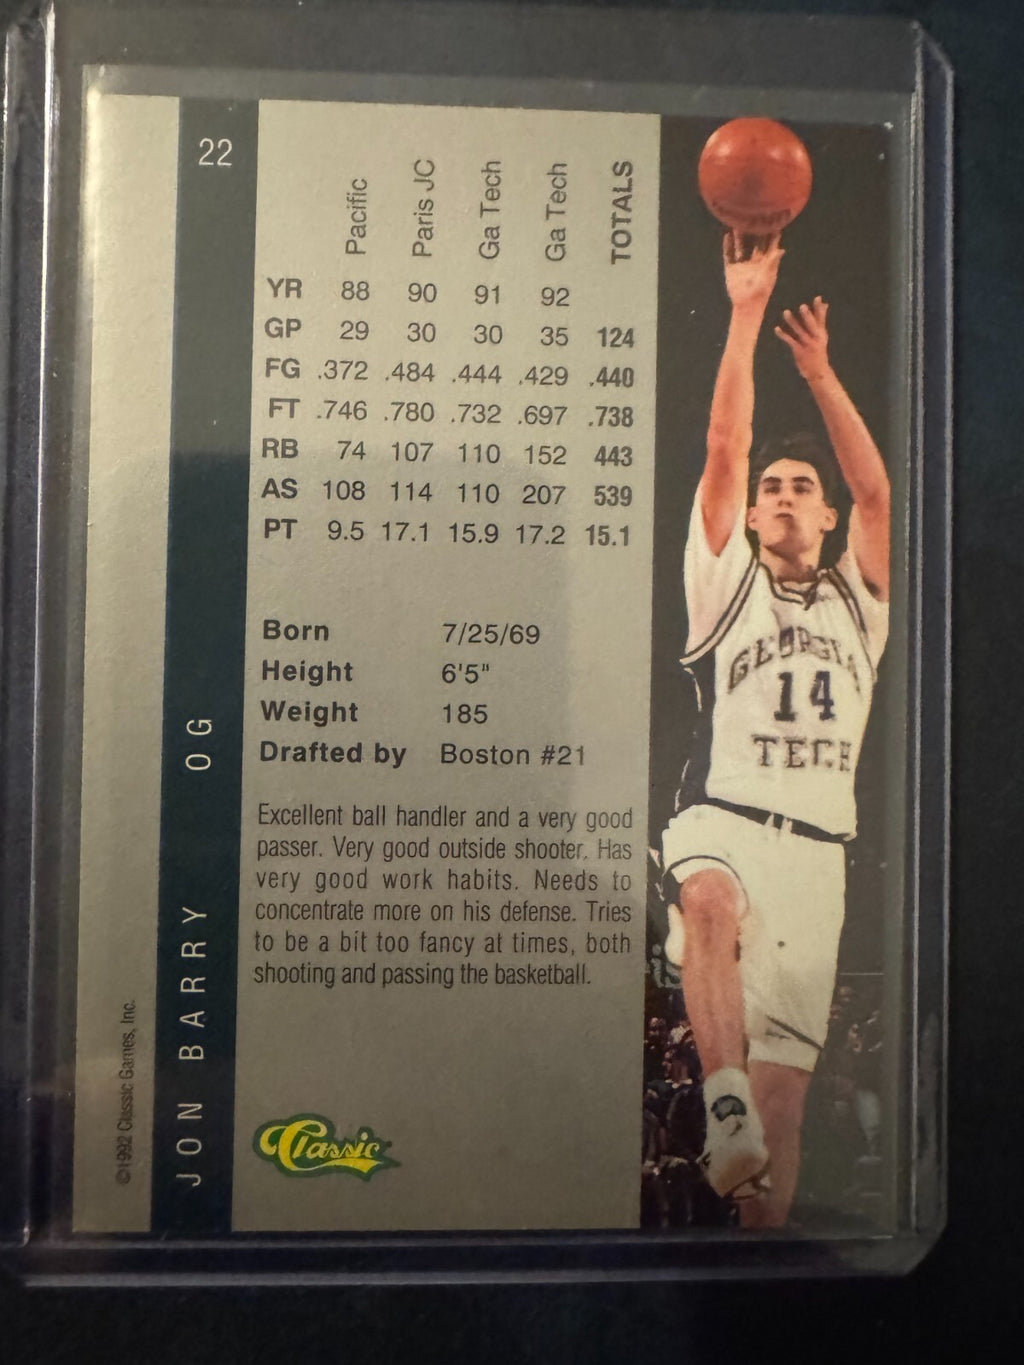 22
Pacific Paris JC Ga Tech Ga Tech TOTALS
YR 88 90 91 92
GP 29 30 30 35 124
FG .372 .484 .444 .429 .440
FT .746 .780 .732 .697 .738
RB 74 107 110 152 443
AS 108 114 110 207 539
PT 9.5 17.1 15.9 17.2 15.1
Born 7/25/69
Height 6'5"
Weight 185
Drafted by Boston #21
Excellent ball handler and a very good
passer. Very good outside shooter. Has
very good work habits. Needs to
concentrate more on his defense. Tries
to be a bit too fancy at times, both
shooting and passing the basketball.
Classic
JON BARRY OG
©1992 Classic Games, Inc.
GEORGIA
14
TECH